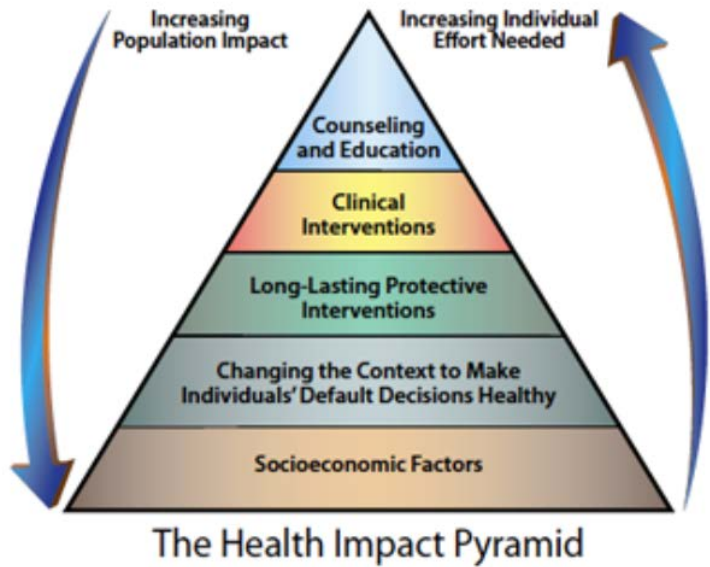 Increasing
Population Impact
Increasing Individual
Effort Needed
Counseling
and Education
Clinical
Interventions
Long-Lasting Protective
Interventions
Changing the Context to Make
Individuals' Default Decisions Healthy
Socioeconomic Factors
The Health Impact Pyramid